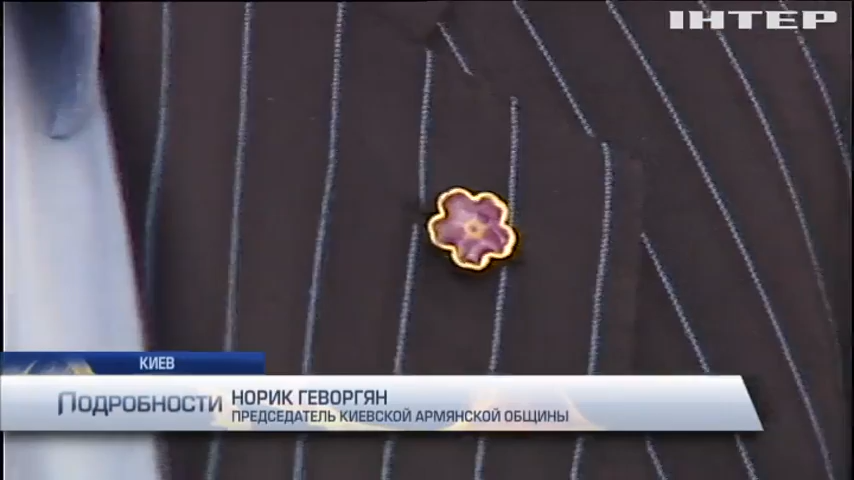 ІНТЕР
КИЕВ
ПОДРОБНОСТИ
НОРИК ГЕВОРГЯН
ПРЕДСЕДАТЕЛЬ КИЕВСКОЙ АРМЯНСКОЙ ОБЩИНЫ